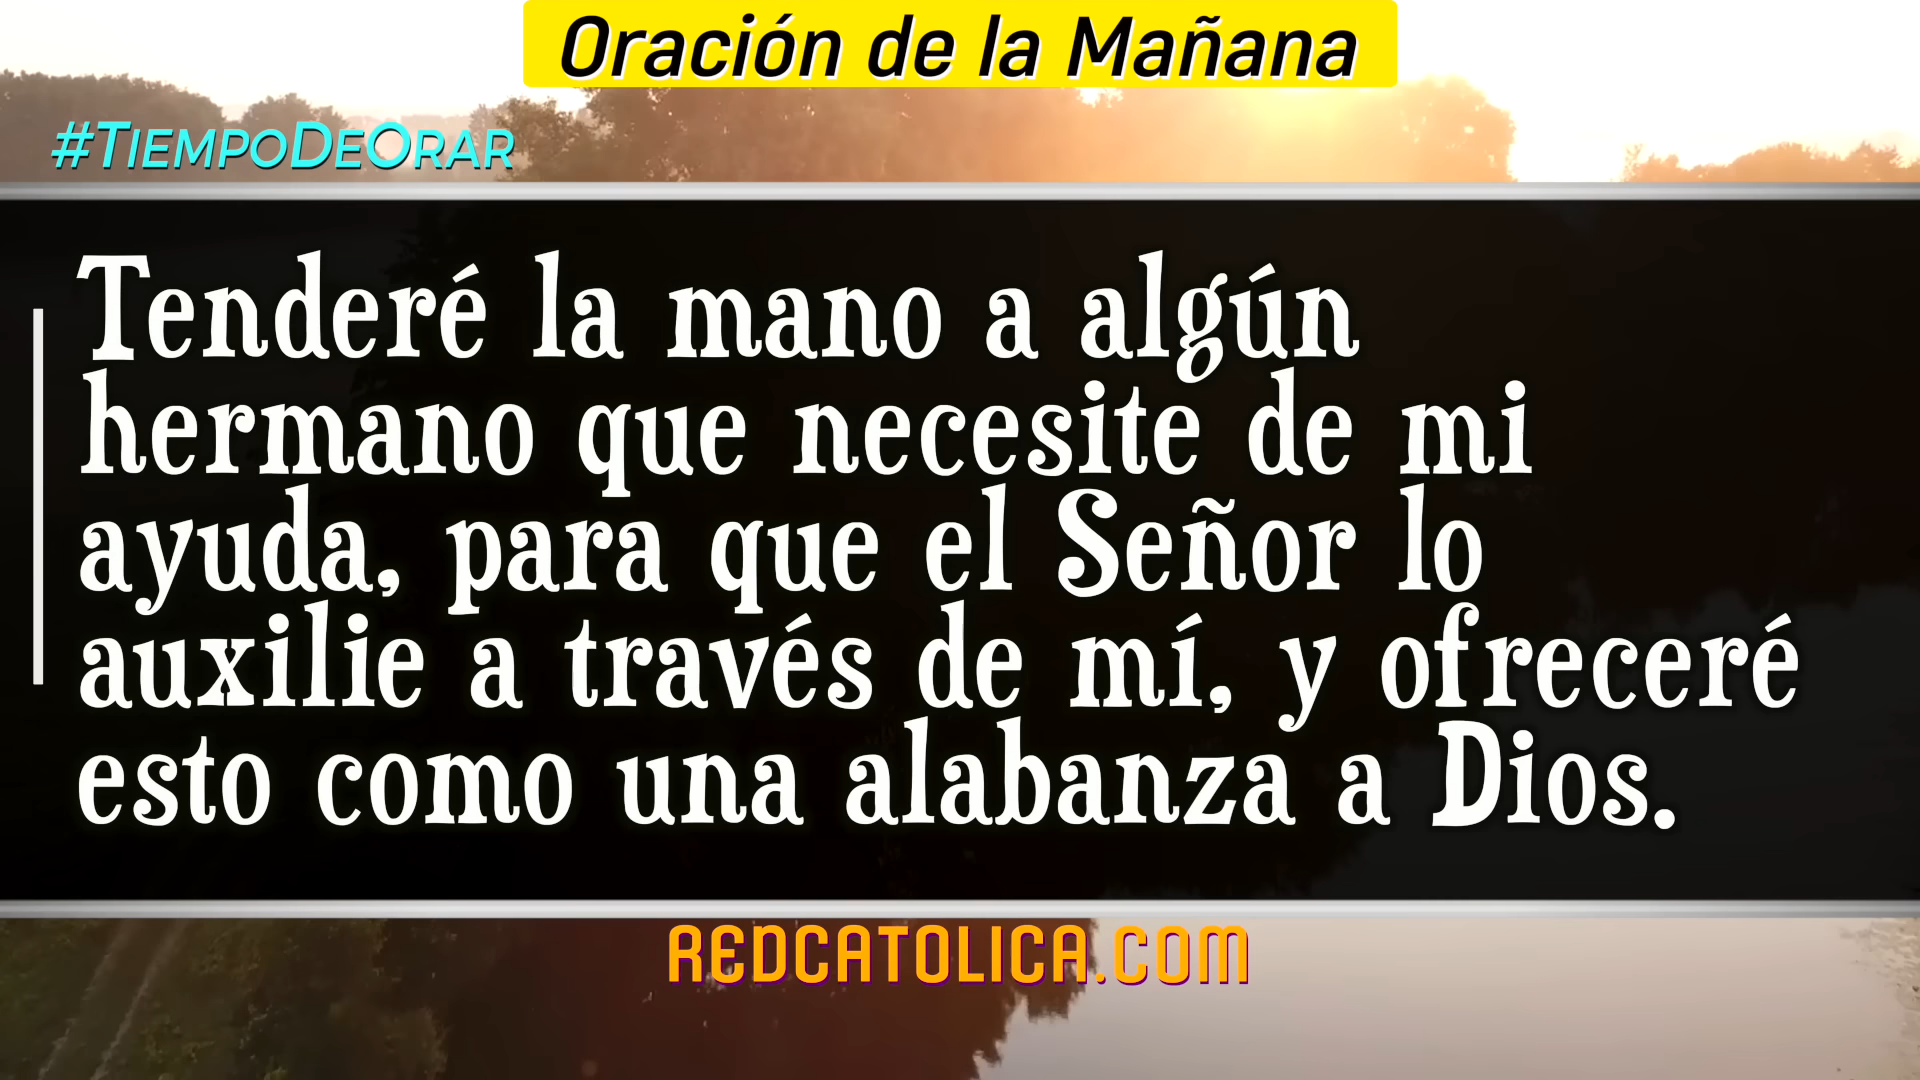 Oración de la Mañana
#TiempoDeOrar
Tenderé la mano a algún
hermano que necesite de mi
ayuda, para que el Señor lo
auxilie a través de mí, y ofreceré
esto como una alabanza a Dios.
REDCATOLICA.COM